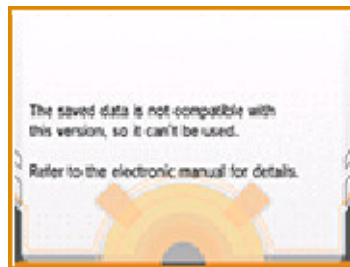 The saved data is not compatible with
this version, so it can't be used.
Refer to the electronic manual for details.